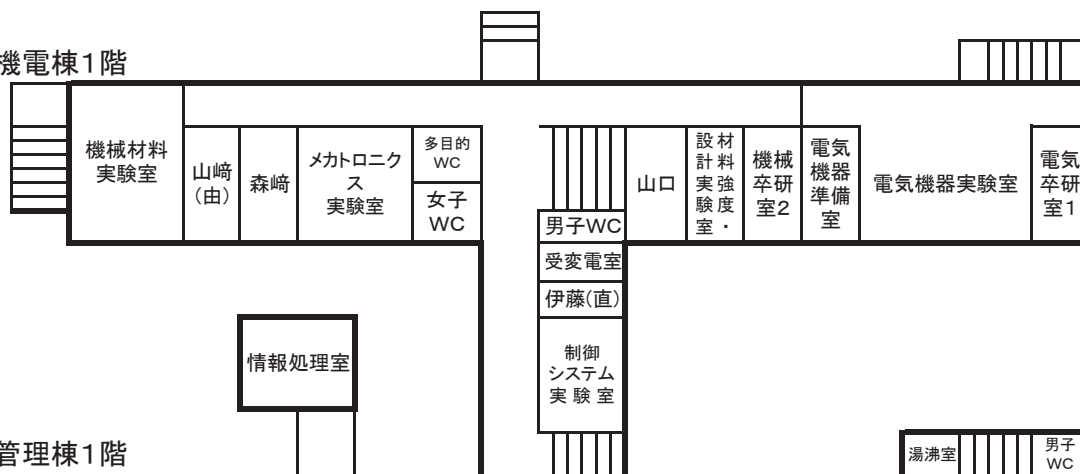 機電棟1階
機械材料
実験室
山﨑
(由)
森﨑
メカトロニク
ス
実験室
多目的
WC
女子
WC
男子WC
受変電室
伊藤(直)
制御
システム
実験室
山口
材料強度・
設計実験室
機械
卒研
室2
電気
機器
準備
室
電気機器実験室
電気
卒研
室1
情報処理室
管理棟1階
湯沸室
男子
WC